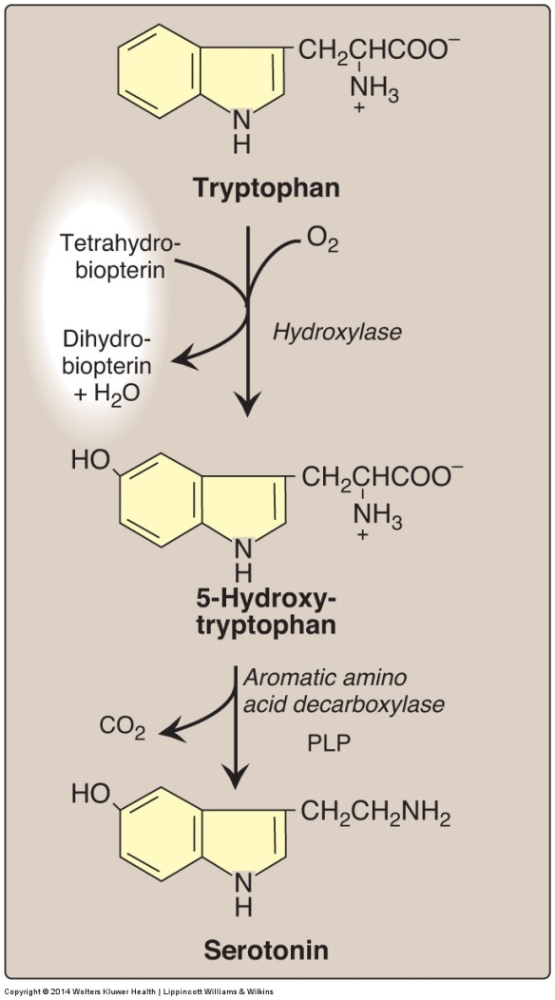 CH₂CHCOO⁻
NH₃
+
N
H
Tryptophan
Tetrahydro-
biopterin
O₂
Hydroxylase
Dihydro-
biopterin
+ H₂O
HO
CH₂CHCOO⁻
NH₃
+
N
H
5-Hydroxy-
tryptophan
Aromatic amino
acid decarboxylase
CO₂
PLP
HO
CH₂CH₂NH₂
N
H
Serotonin
Copyright © 2014 Wolters Kluwer Health | Lippincott Williams & Wilkins